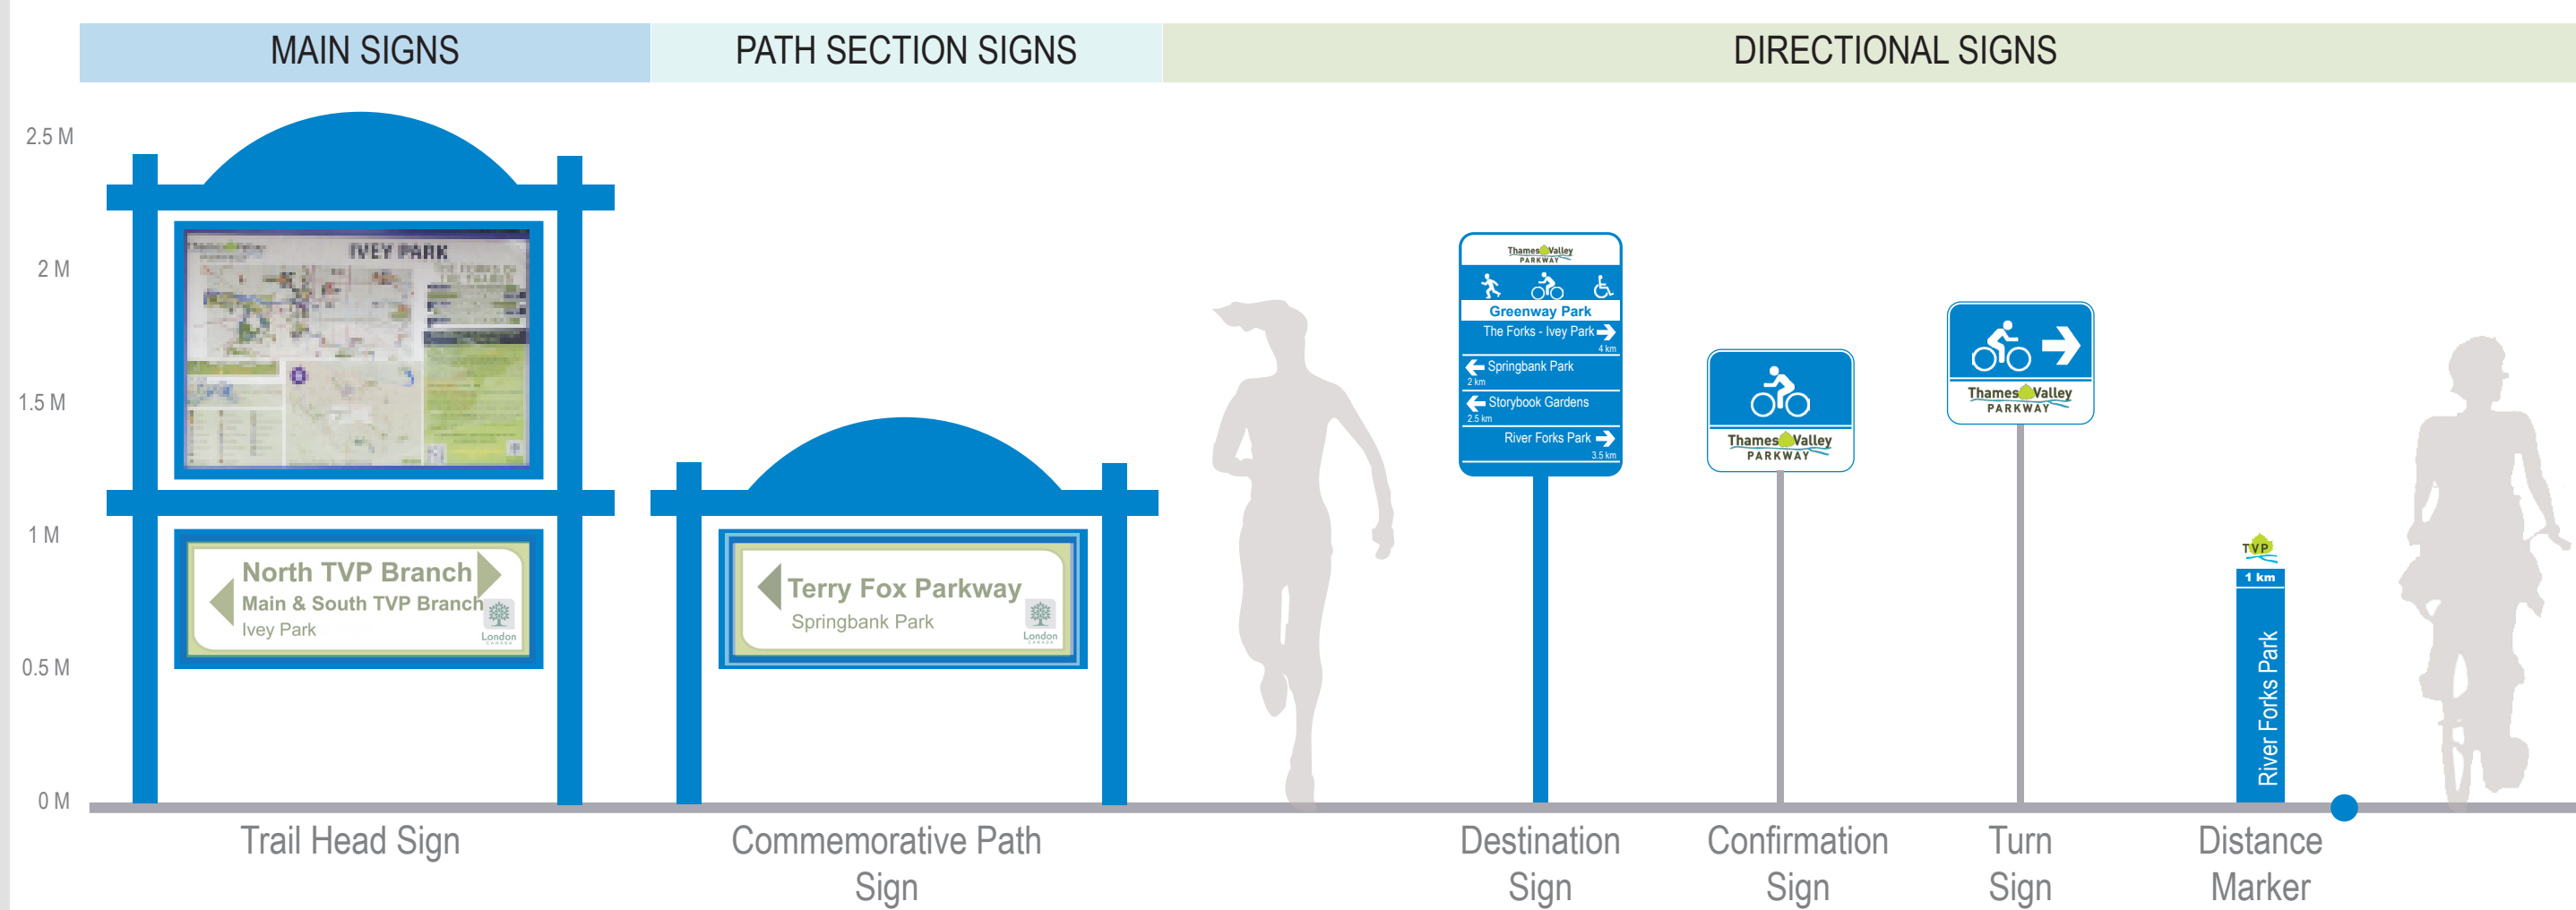 MAIN SIGNS
PATH SECTION SIGNS
DIRECTIONAL SIGNS
2.5 M
2 M
1.5 M
1 M
0.5 M
0 M
IVEY PARK
North TVP Branch
Main & South TVP Branch
Ivey Park
London
CANADA
Terry Fox Parkway
Springbank Park
London
CANADA
Thames Valley
PARKWAY
Greenway Park
The Forks - Ivey Park
4 km
Springbank Park
2 km
Storybook Gardens
2.5 km
River Forks Park
3.5 km
Thames Valley
PARKWAY
Thames Valley
PARKWAY
TVP
1 km
River Forks Park
Trail Head Sign
Commemorative Path
Sign
Destination
Sign
Confirmation
Sign
Turn
Sign
Distance
Marker